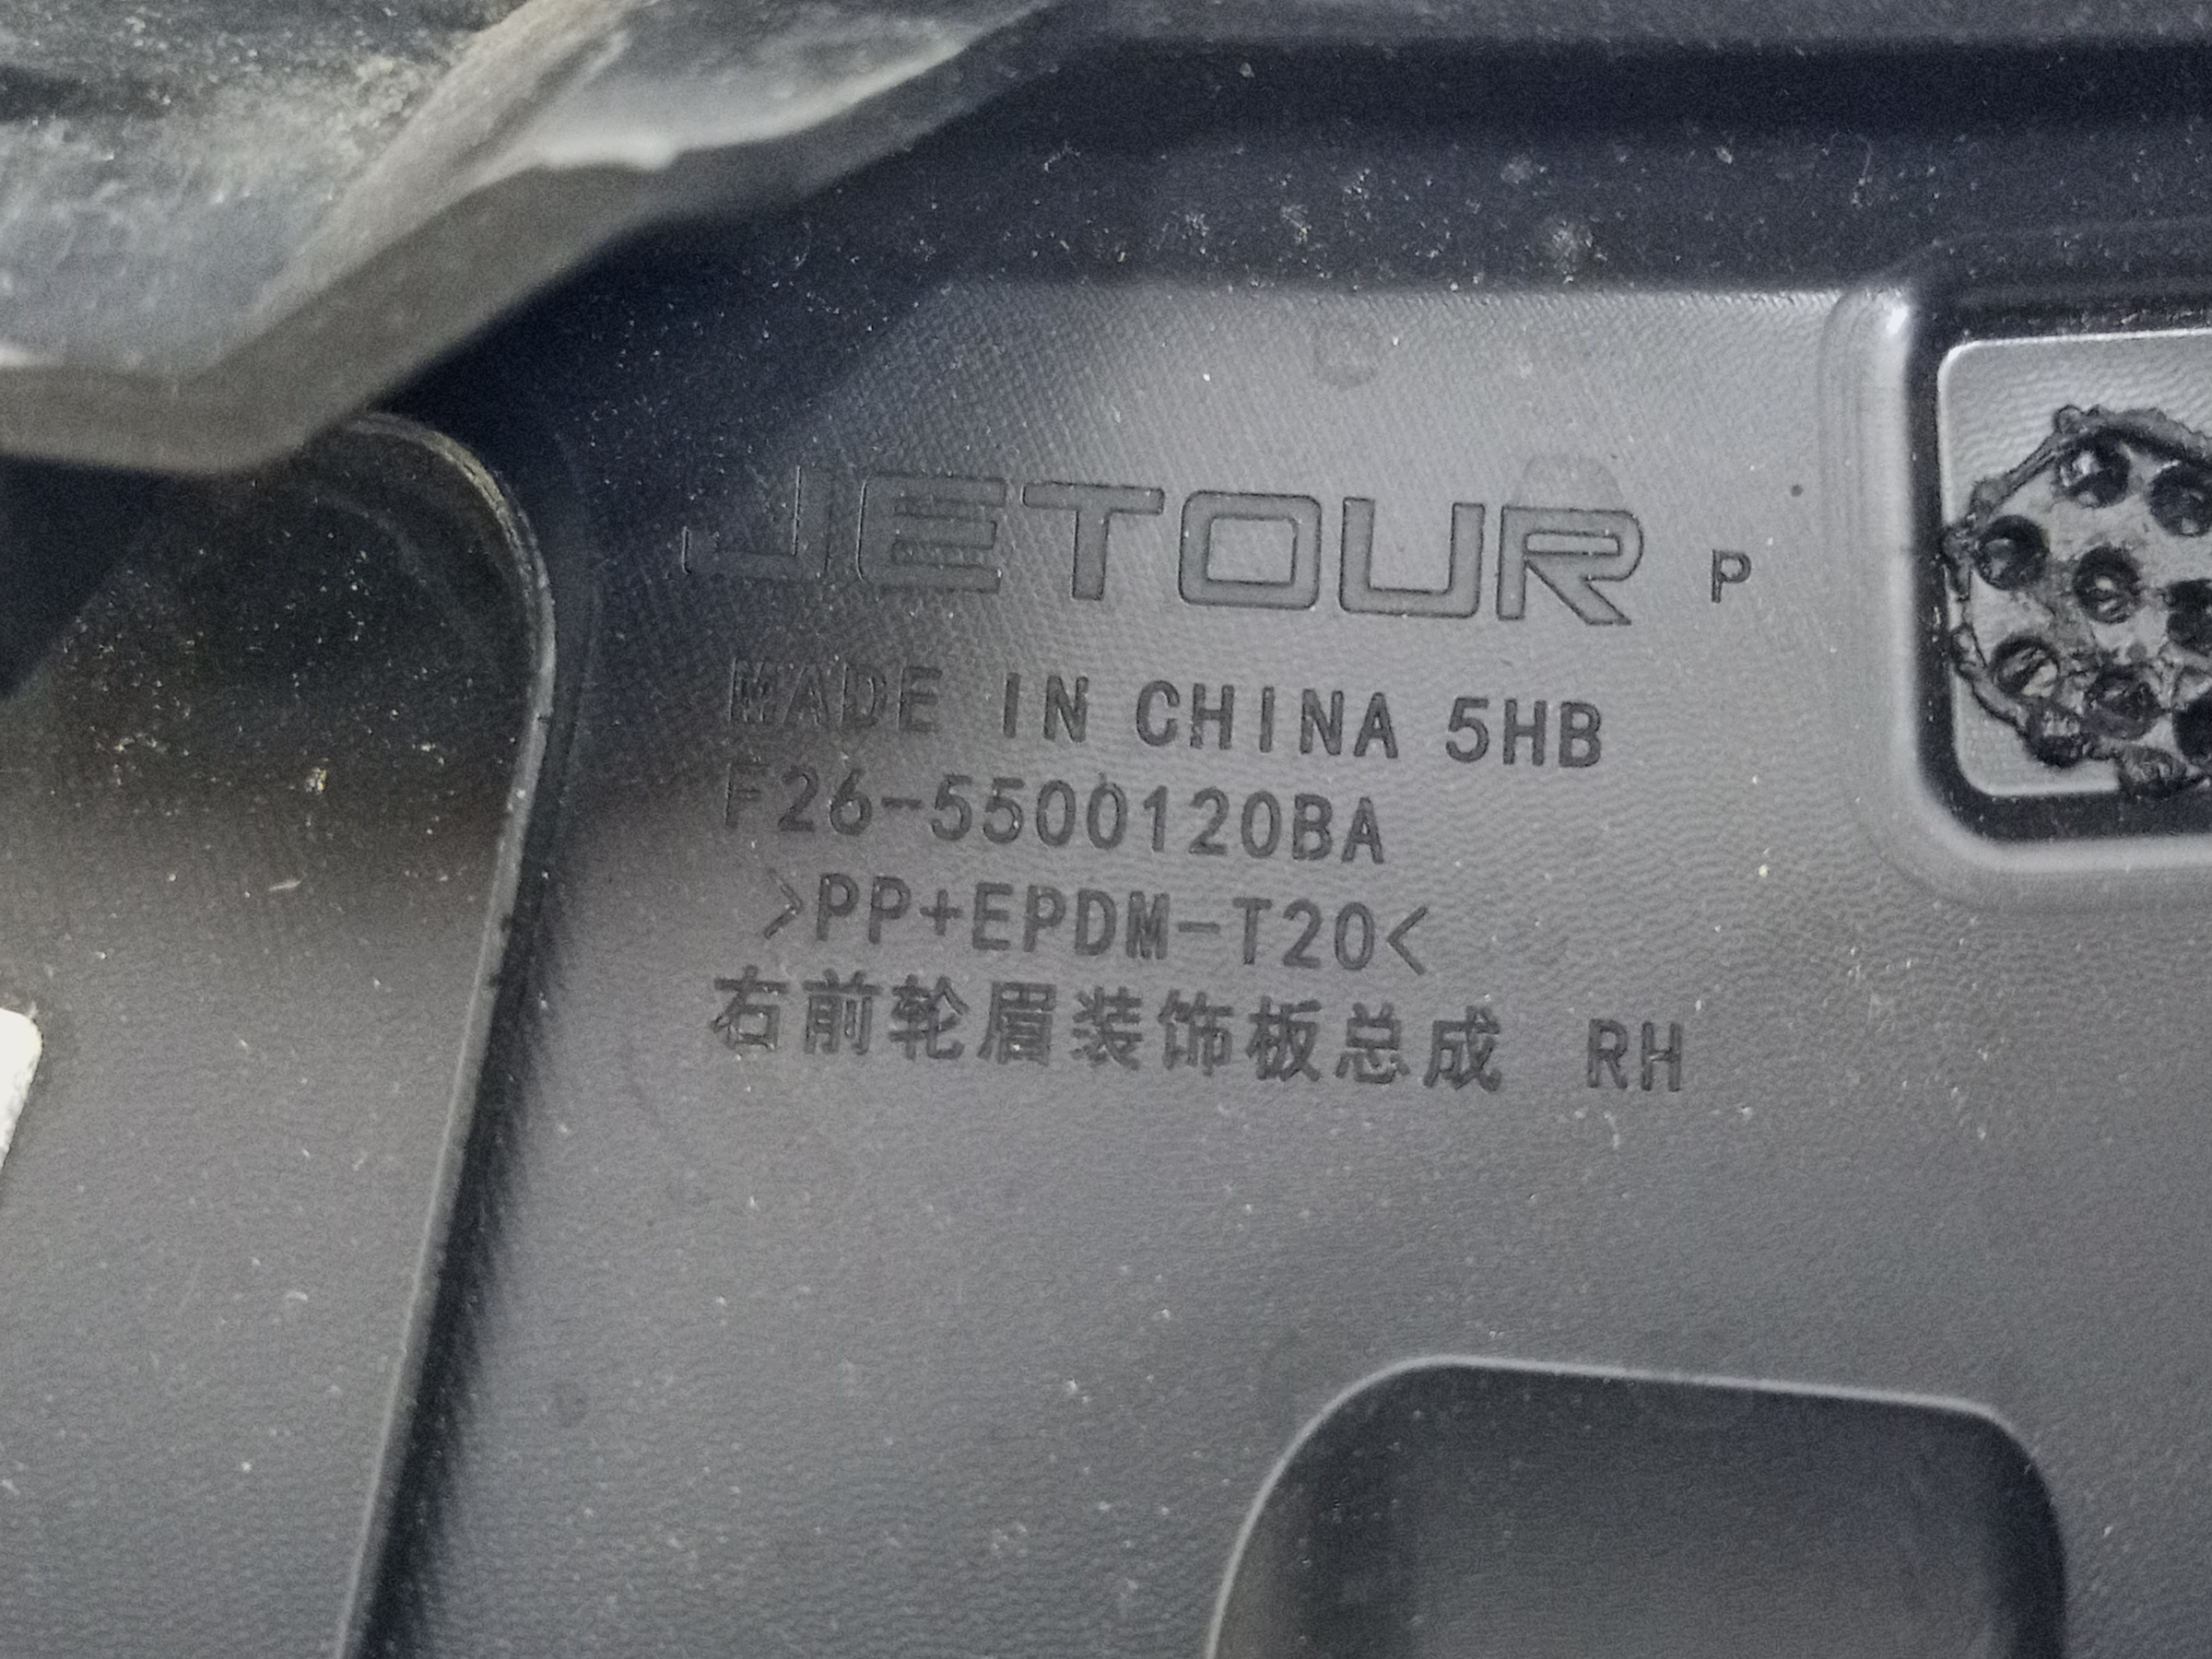 JETOUR P
MADE IN CHINA 5HB
F26-5500120BA
>PP+EPDM-T20<
右前轮眉装饰板总成 RH